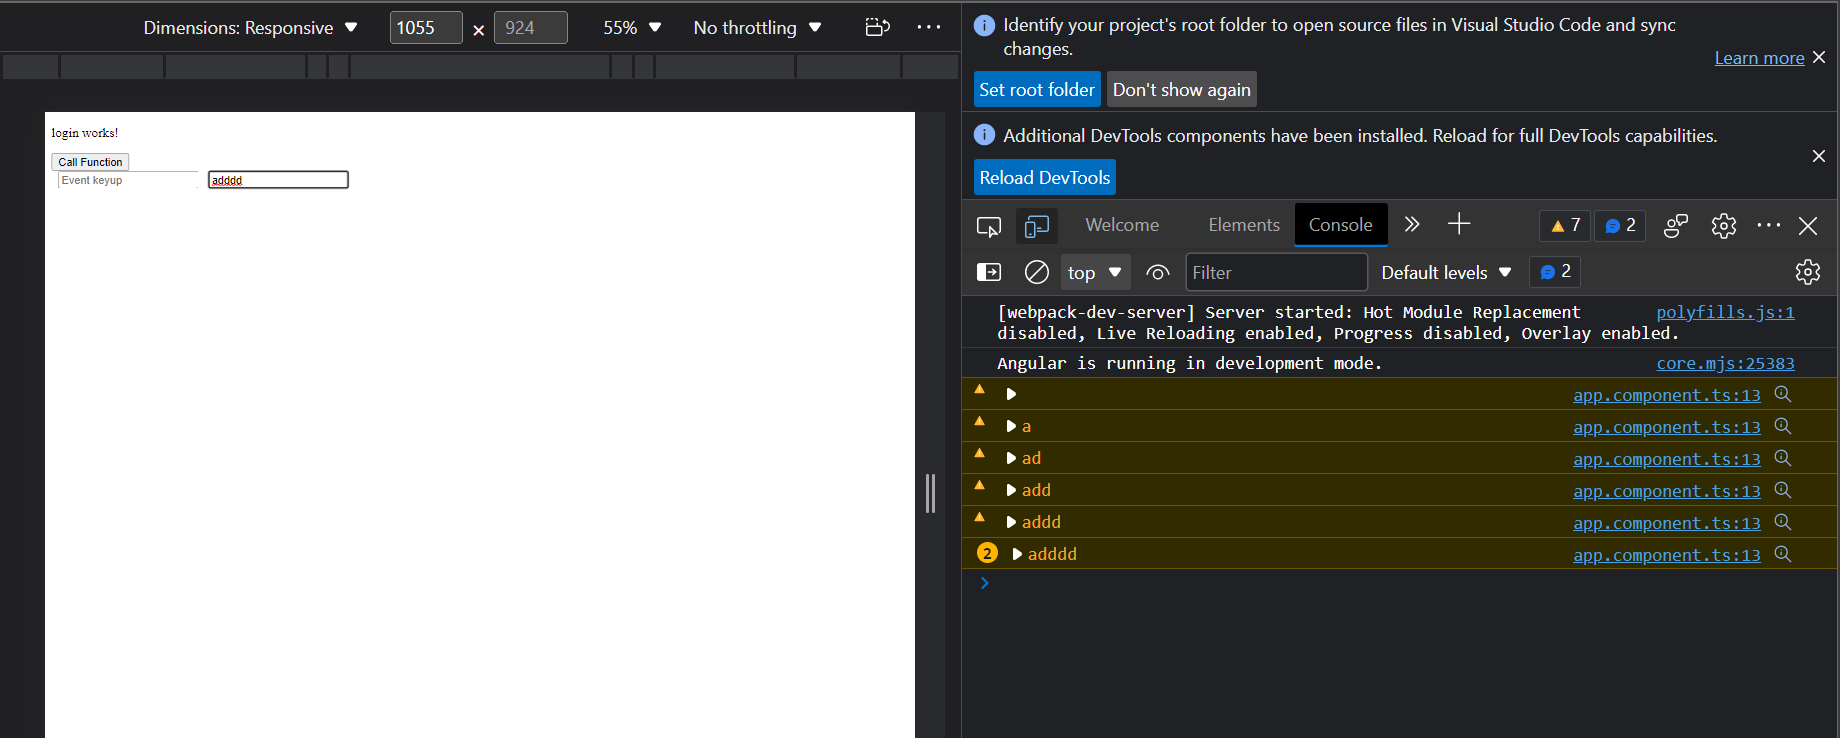 Dimensions: Responsive 1055 × 924 55% No throttling
login works!
Call Function
Event keyup adddd
Identify your project's root folder to open source files in Visual Studio Code and sync
changes.
Learn more
Set root folder Don't show again
Additional DevTools components have been installed. Reload for full DevTools capabilities.
Reload DevTools
Welcome Elements Console 7 2
top Filter Default levels 2
[webpack-dev-server] Server started: Hot Module Replacement polyfills.js:1
disabled, Live Reloading enabled, Progress disabled, Overlay enabled.
Angular is running in development mode. core.mjs:25383
app.component.ts:13
a app.component.ts:13
ad app.component.ts:13
add app.component.ts:13
addd app.component.ts:13
2 adddd app.component.ts:13